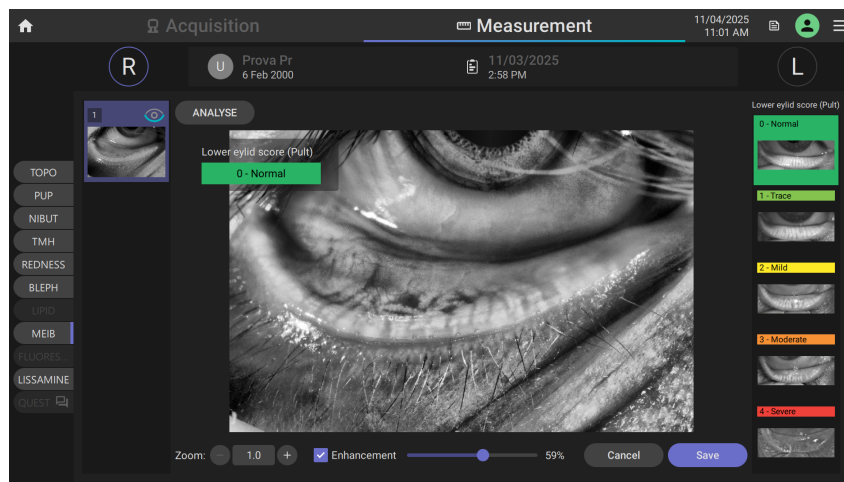 Acquisition
Measurement
11/04/2025
11:01 AM
R
U
Prova Pr
6 Feb 2000
11/03/2025
2:58 PM
L
1
ANALYSE
Lower eylid score (Pult)
0 - Normal
TOPO
PUP
NIBUT
TMH
REDNESS
BLEPH
LIPID
MEIB
FLUORES...
LISSAMINE
QUEST
Lower eylid score (Pult)
0 - Normal
1 - Trace
2 - Mild
3 - Moderate
4 - Severe
Zoom:
1.0
Enhancement
59%
Cancel
Save